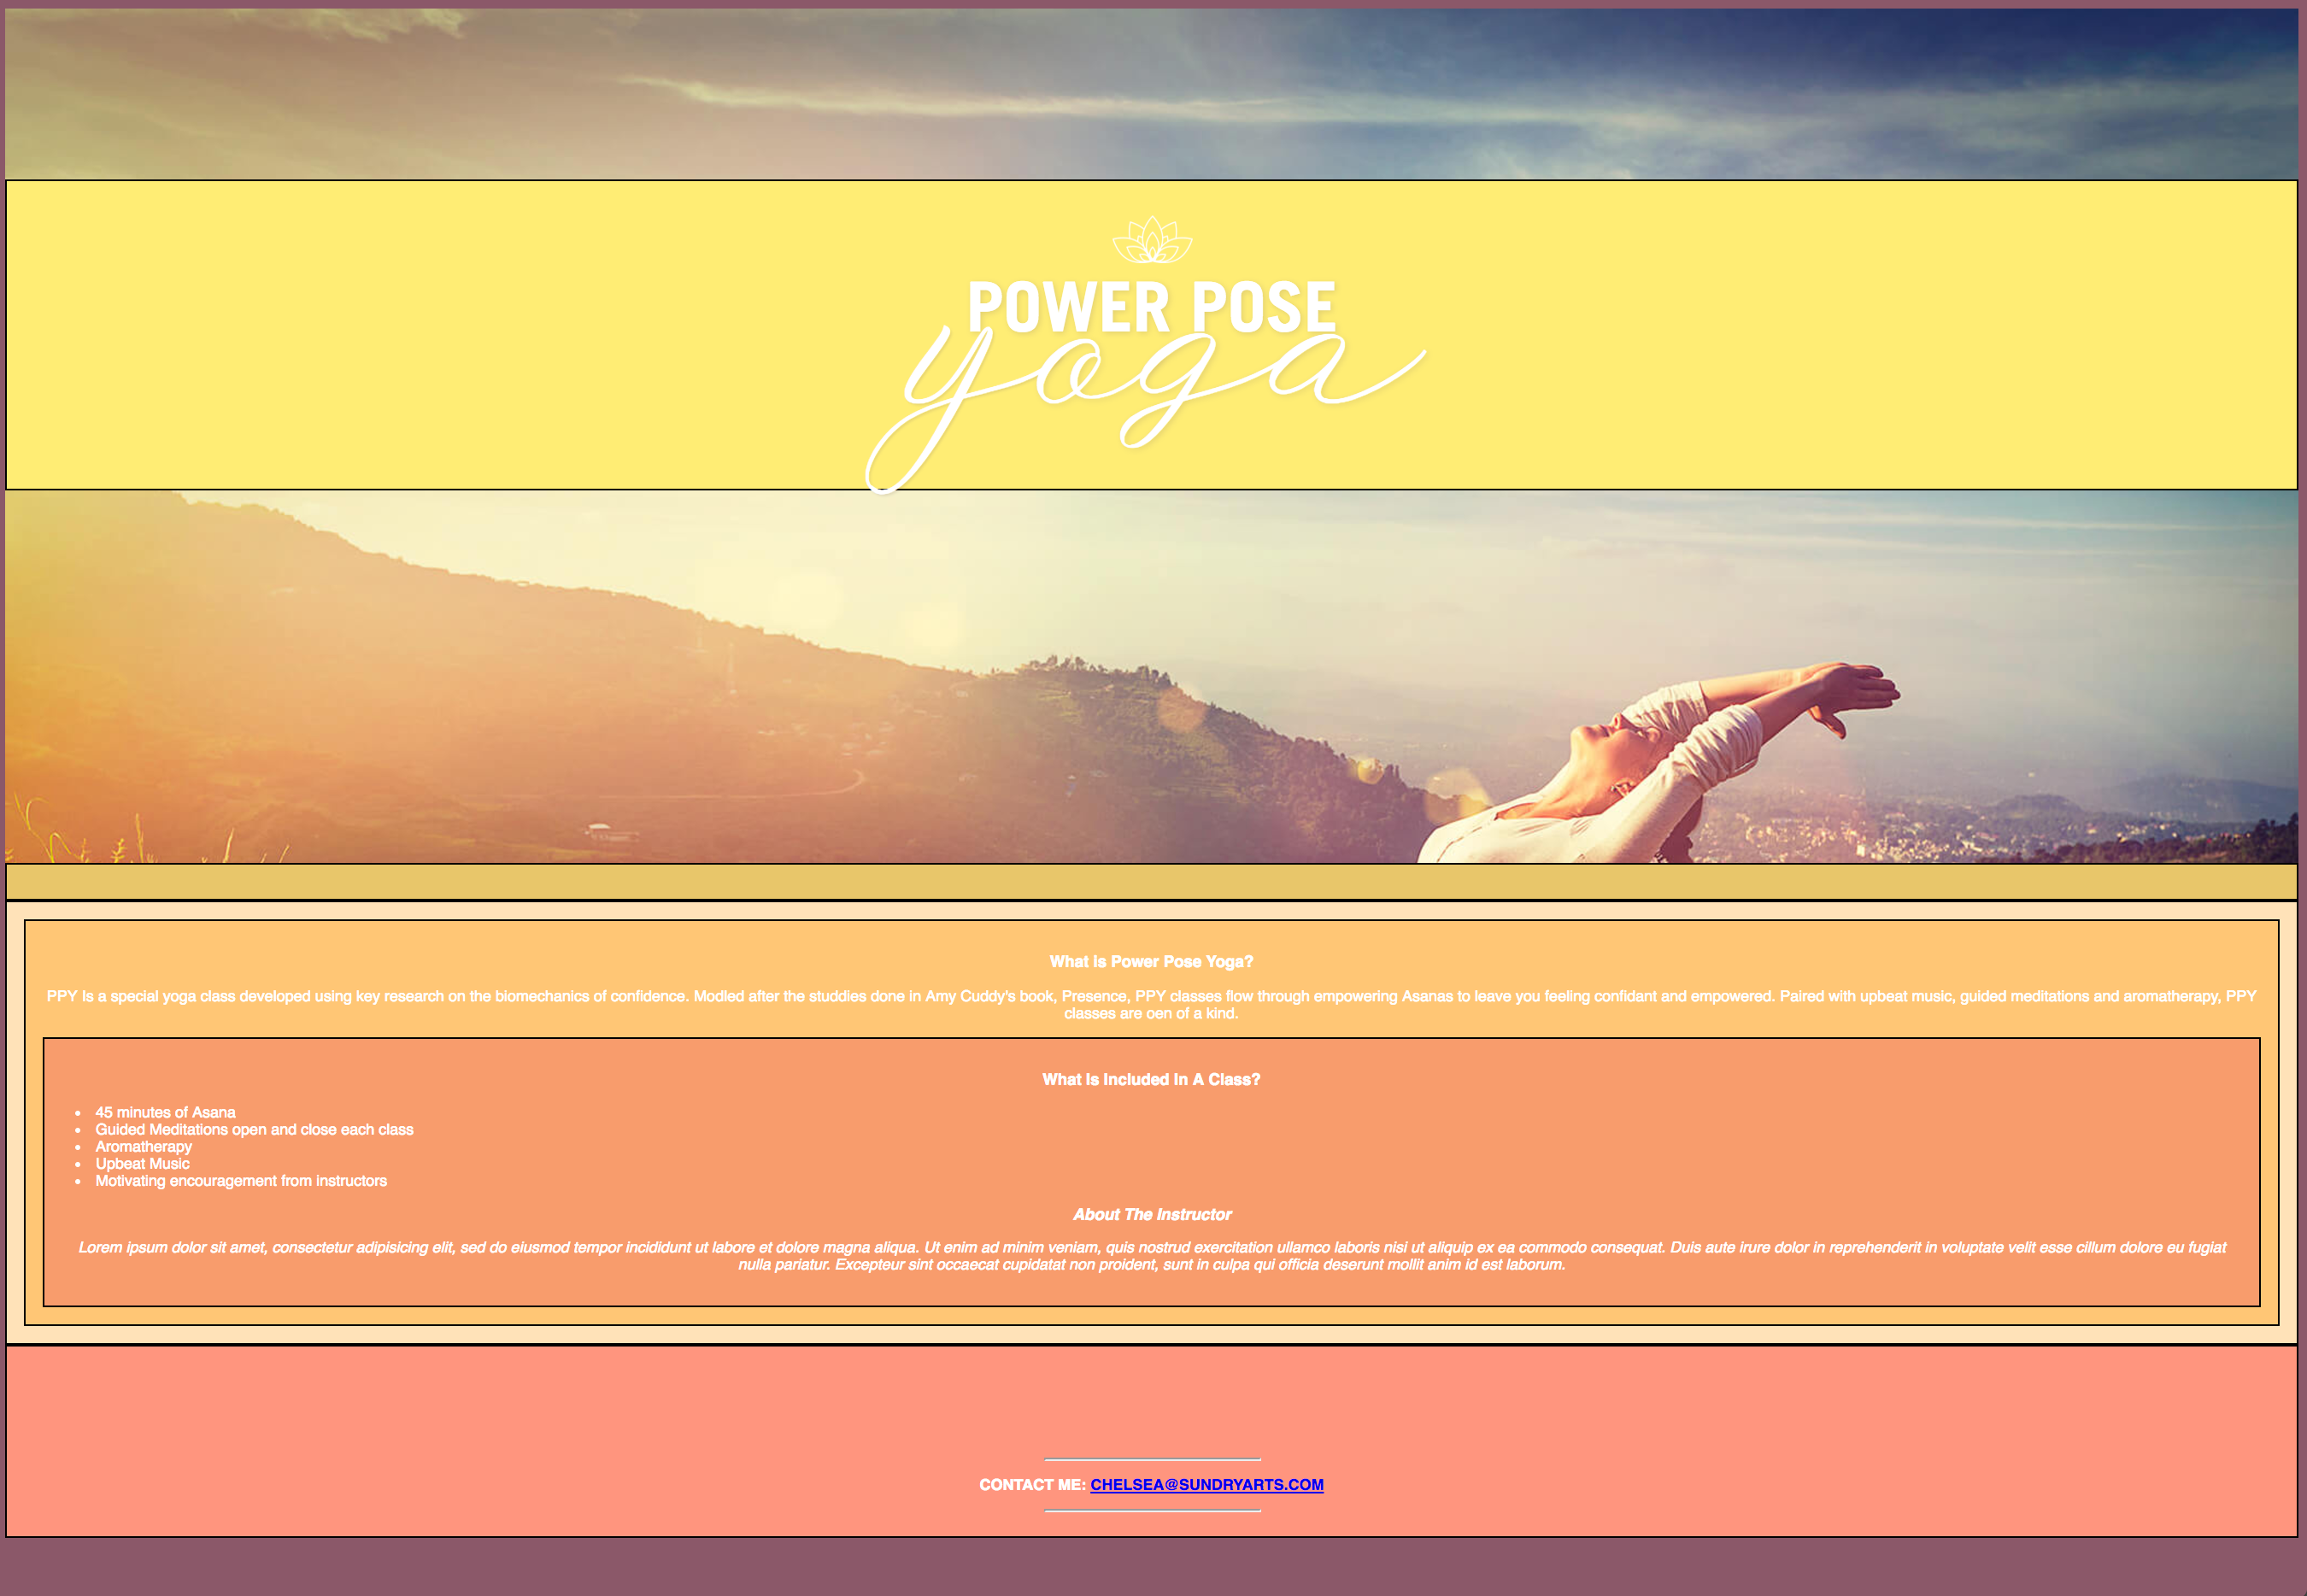 POWER POSE
yoga
What Is Power Pose Yoga?
PPY Is a special yoga class developed using key research on the biomechanics of confidence. Modled after the studdies done in Amy Cuddy's book, Presence, PPY classes flow through empowering Asanas to leave you feeling confidant and empowered. Paired with upbeat music, guided meditations and aromatherapy, PPY
classes are oen of a kind.
What Is Included In A Class?
• 45 minutes of Asana
• Guided Meditations open and close each class
• Aromatherapy
• Upbeat Music
• Motivating encouragement from instructors
About The Instructor
Lorem ipsum dolor sit amet, consectetur adipisicing elit, sed do eiusmod tempor incididunt ut labore et dolore magna aliqua. Ut enim ad minim veniam, quis nostrud exercitation ullamco laboris nisi ut aliquip ex ea commodo consequat. Duis aute irure dolor in reprehenderit in voluptate velit esse cillum dolore eu fugiat
nulla pariatur. Excepteur sint occaecat cupidatat non proident, sunt in culpa qui officia deserunt mollit anim id est laborum.
CONTACT ME: CHELSEA@SUNDRYARTS.COM